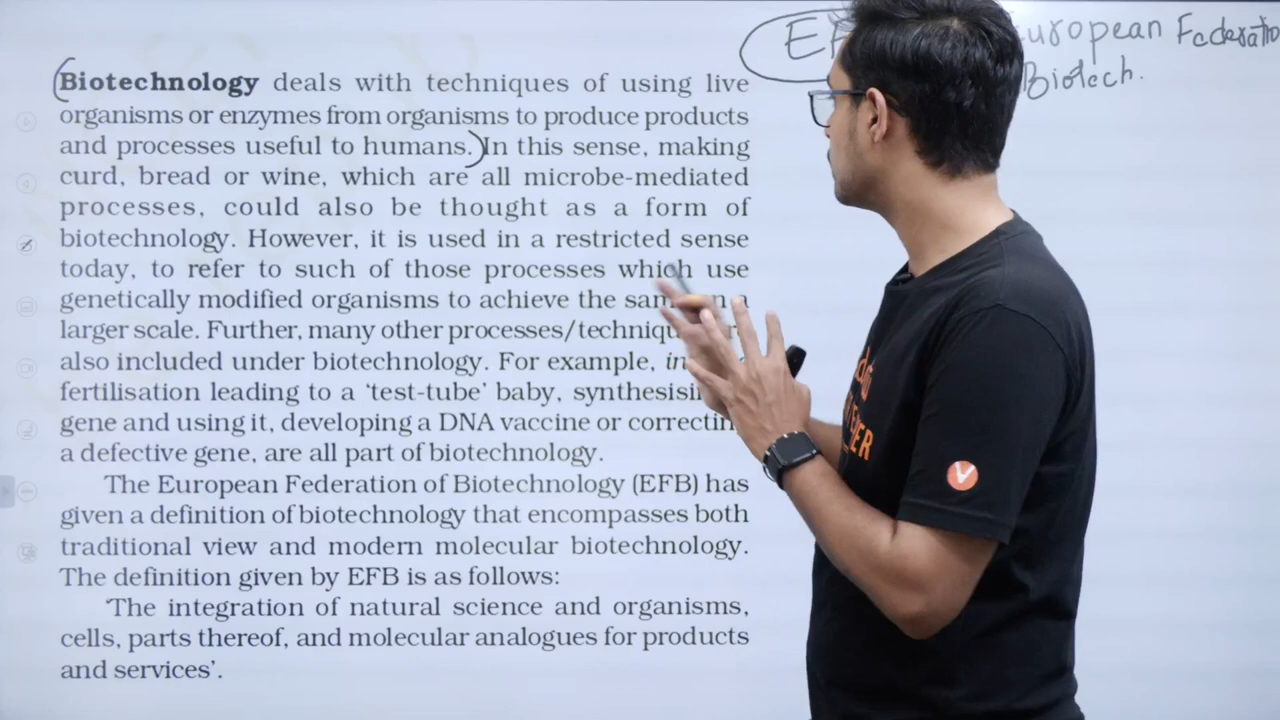 European Federatio
Biotech.
Biotechnology deals with techniques of using live
organisms or enzymes from organisms to produce products
and processes useful to humans. In this sense, making
curd, bread or wine, which are all microbe-mediated
processes, could also be thought as a form of
biotechnology. However, it is used in a restricted sense
today, to refer to such of those processes which use
genetically modified organisms to achieve the same on a
larger scale. Further, many other processes/techniqu
also included under biotechnology. For example, in
fertilisation leading to a ‘test-tube’ baby, synthesisi
gene and using it, developing a DNA vaccine or correctin
a defective gene, are all part of biotechnology.
The European Federation of Biotechnology (EFB) has
given a definition of biotechnology that encompasses both
traditional view and modern molecular biotechnology.
The definition given by EFB is as follows:
‘The integration of natural science and organisms,
cells, parts thereof, and molecular analogues for products
and services’.